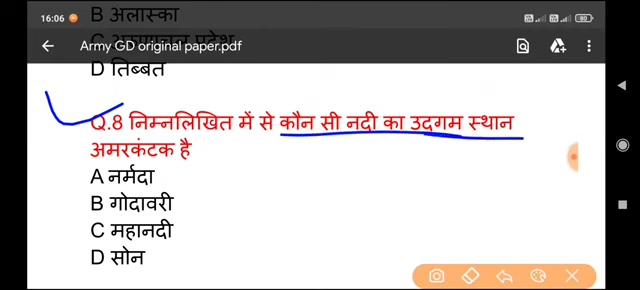 16:06
B अलास्का
Army GD original paper.pdf
D तिब्बत
Q.8 निम्नलिखित में से कौन सी नदी का उदगम स्थान
अमरकंटक है
A नर्मदा
B गोदावरी
C महानदी
D सोन